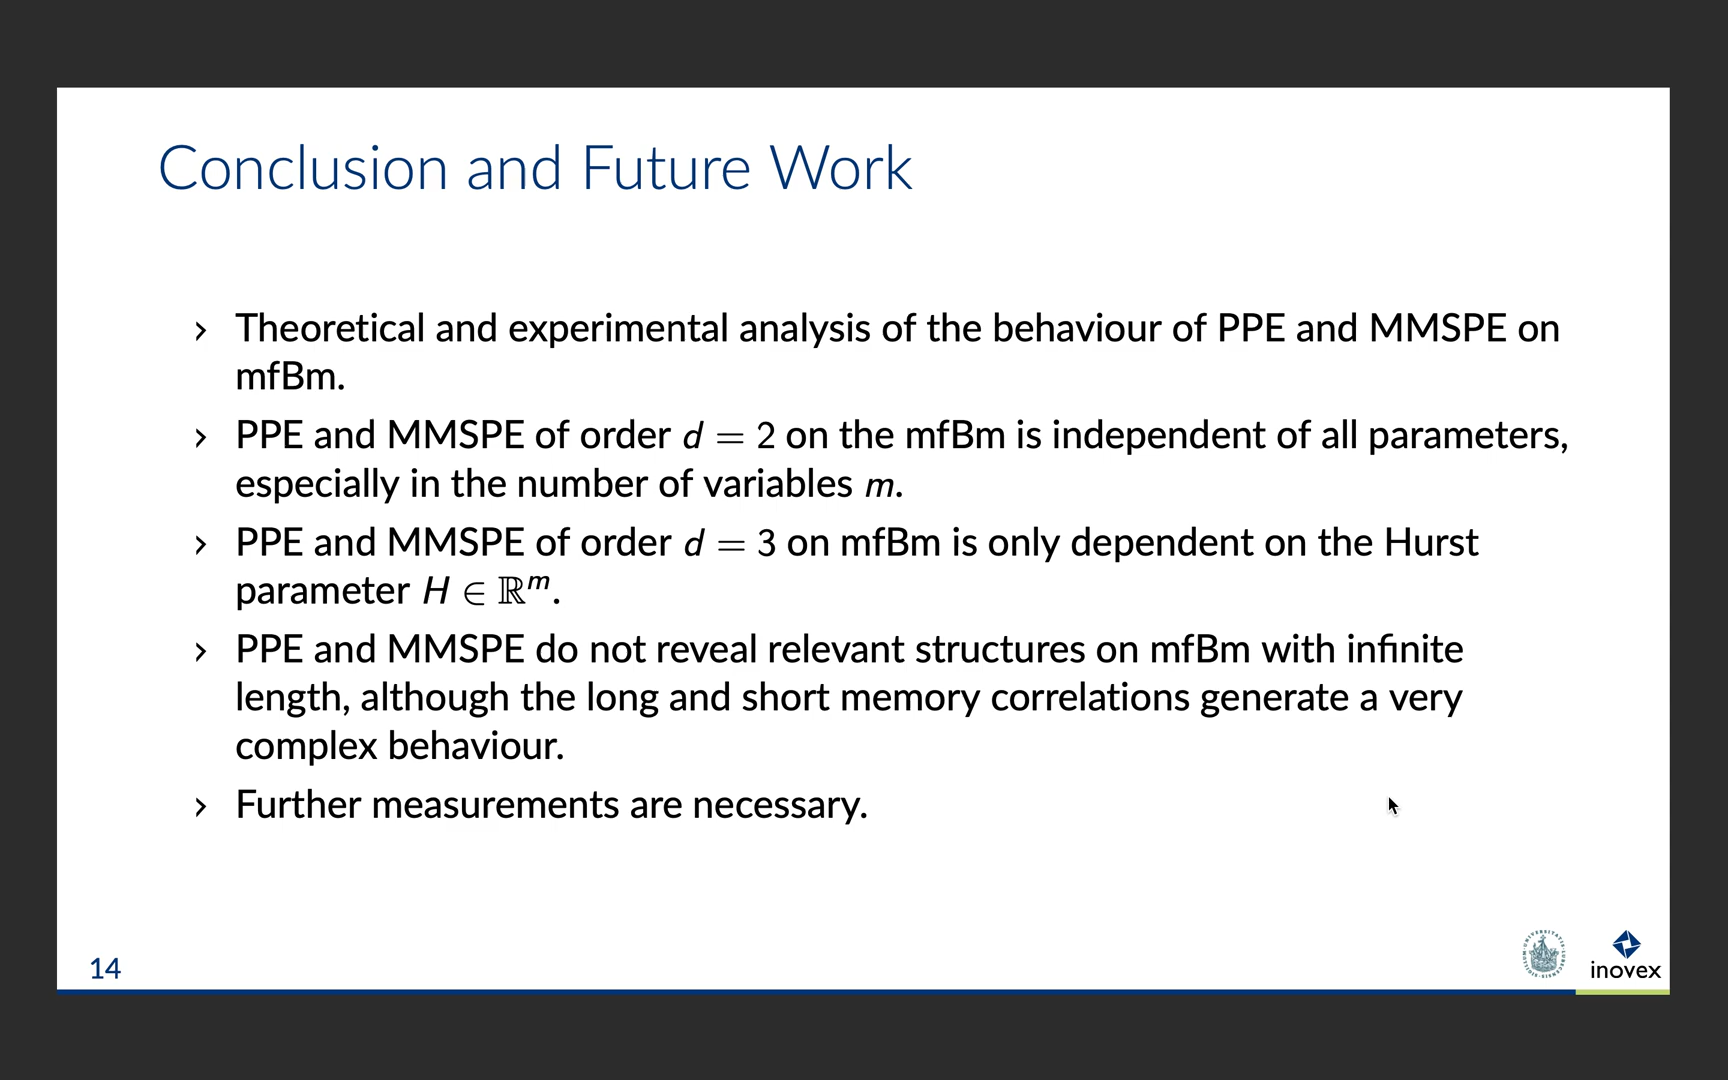 Conclusion and Future Work
› Theoretical and experimental analysis of the behaviour of PPE and MMSPE on
mfBm.
› PPE and MMSPE of order d = 2 on the mfBm is independent of all parameters,
especially in the number of variables m.
› PPE and MMSPE of order d = 3 on mfBm is only dependent on the Hurst
parameter H ∈ ℝᵐ.
› PPE and MMSPE do not reveal relevant structures on mfBm with infinite
length, although the long and short memory correlations generate a very
complex behaviour.
› Further measurements are necessary.
14
inovex